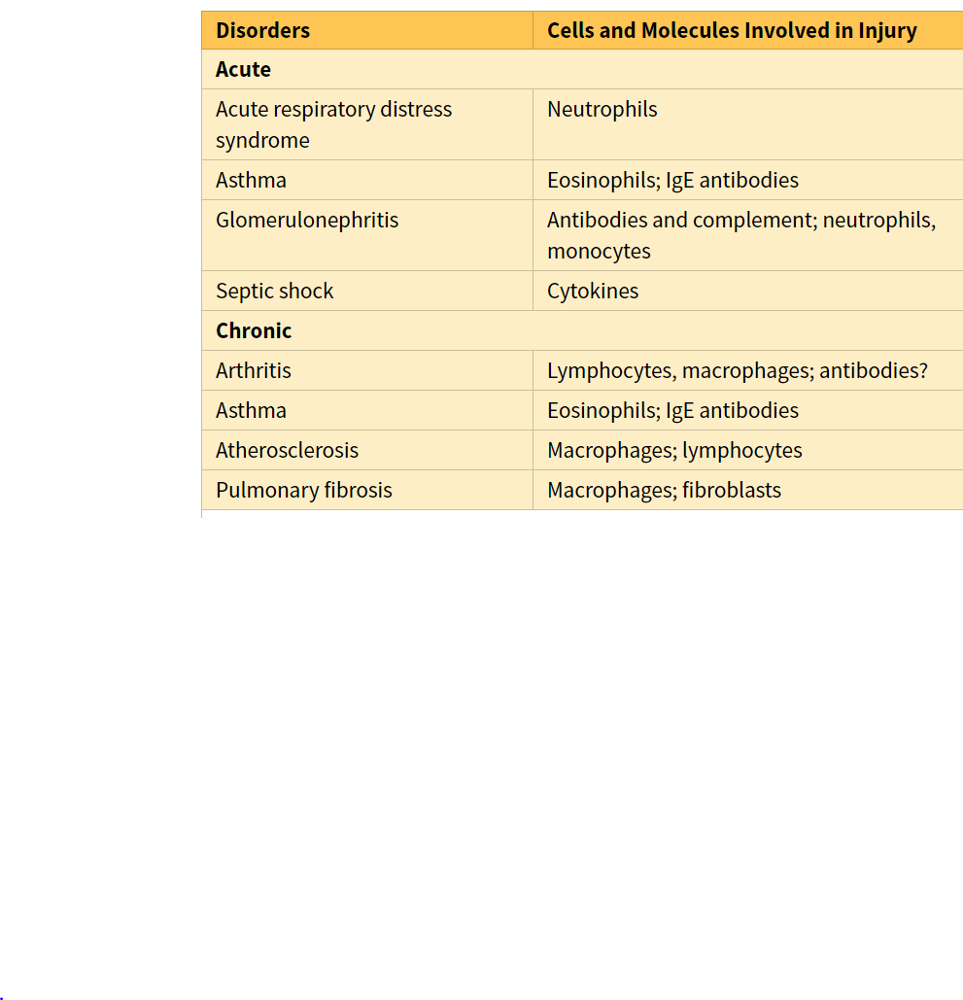 Disorders Cells and Molecules Involved in Injury
Acute
Acute respiratory distress Neutrophils
syndrome
Asthma Eosinophils; IgE antibodies
Glomerulonephritis Antibodies and complement; neutrophils,
monocytes
Septic shock Cytokines
Chronic
Arthritis Lymphocytes, macrophages; antibodies?
Asthma Eosinophils; IgE antibodies
Atherosclerosis Macrophages; lymphocytes
Pulmonary fibrosis Macrophages; fibroblasts